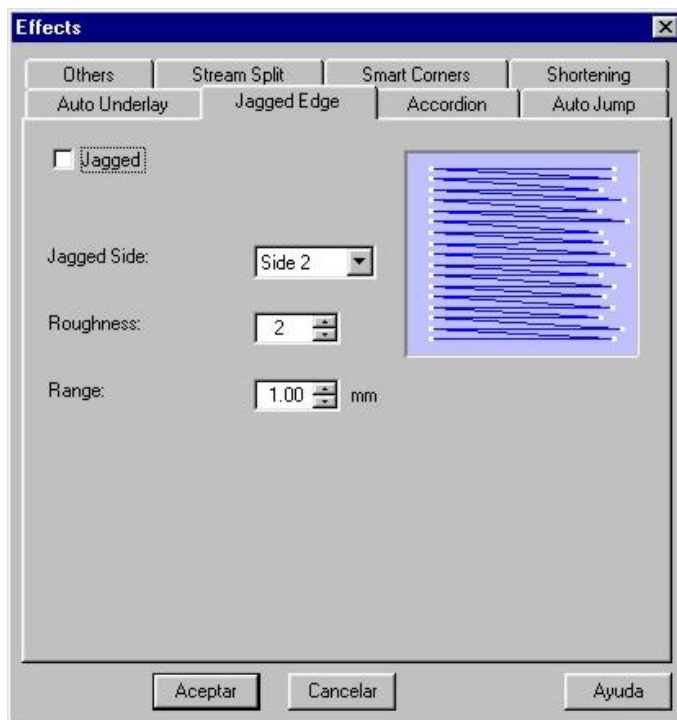 Effects
Others Stream Split Smart Corners Shortening
Auto Underlay Jagged Edge Accordion Auto Jump
Jagged
Jagged Side: Side 2
Roughness: 2
Range: 1.00 mm
Aceptar Cancelar Ayuda